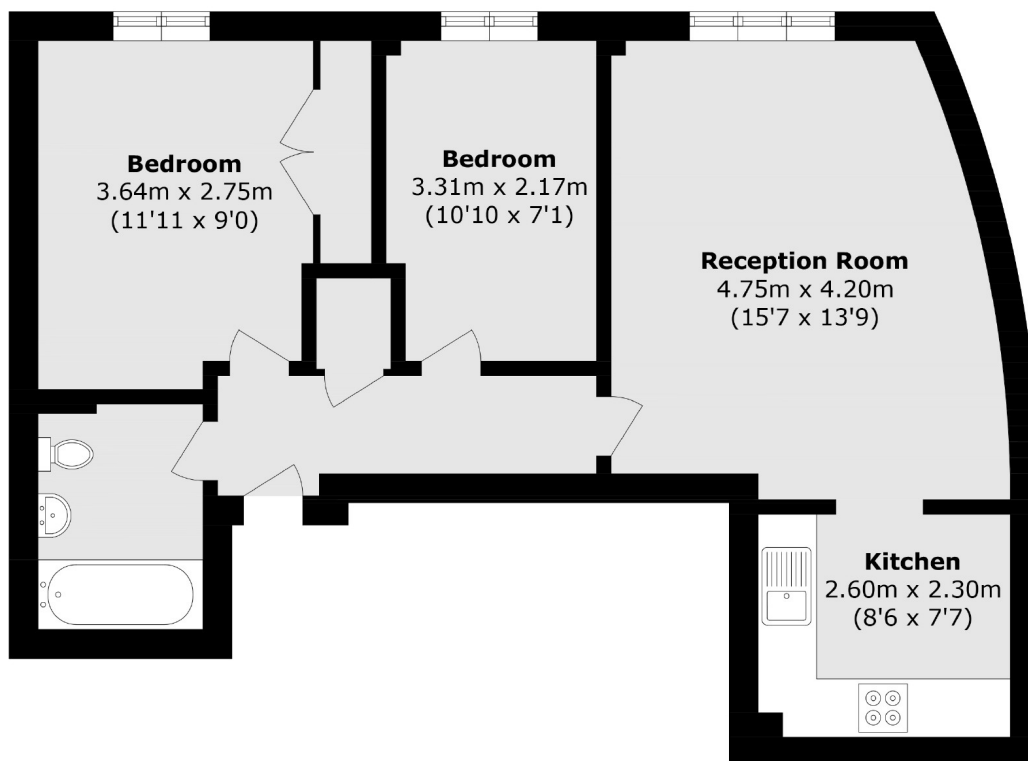 Bedroom
3.64m x 2.75m
(11'11 x 9'0)
Bedroom
3.31m x 2.17m
(10'10 x 7'1)
Reception Room
4.75m x 4.20m
(15'7 x 13'9)
Kitchen
2.60m x 2.30m
(8'6 x 7'7)